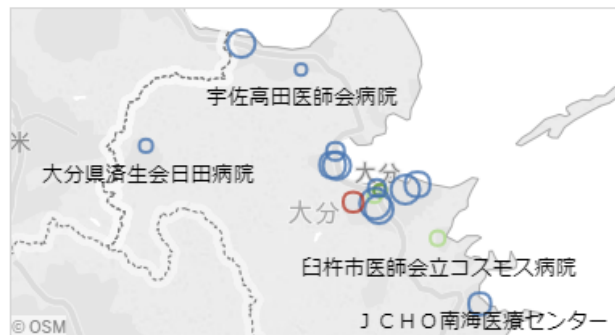 宇佐高田医師会病院
米
大分県済生会日田病院
大分
大分
臼杵市医師会立コスモス病院
ＪＣＨＯ南海医療センター
© OSM